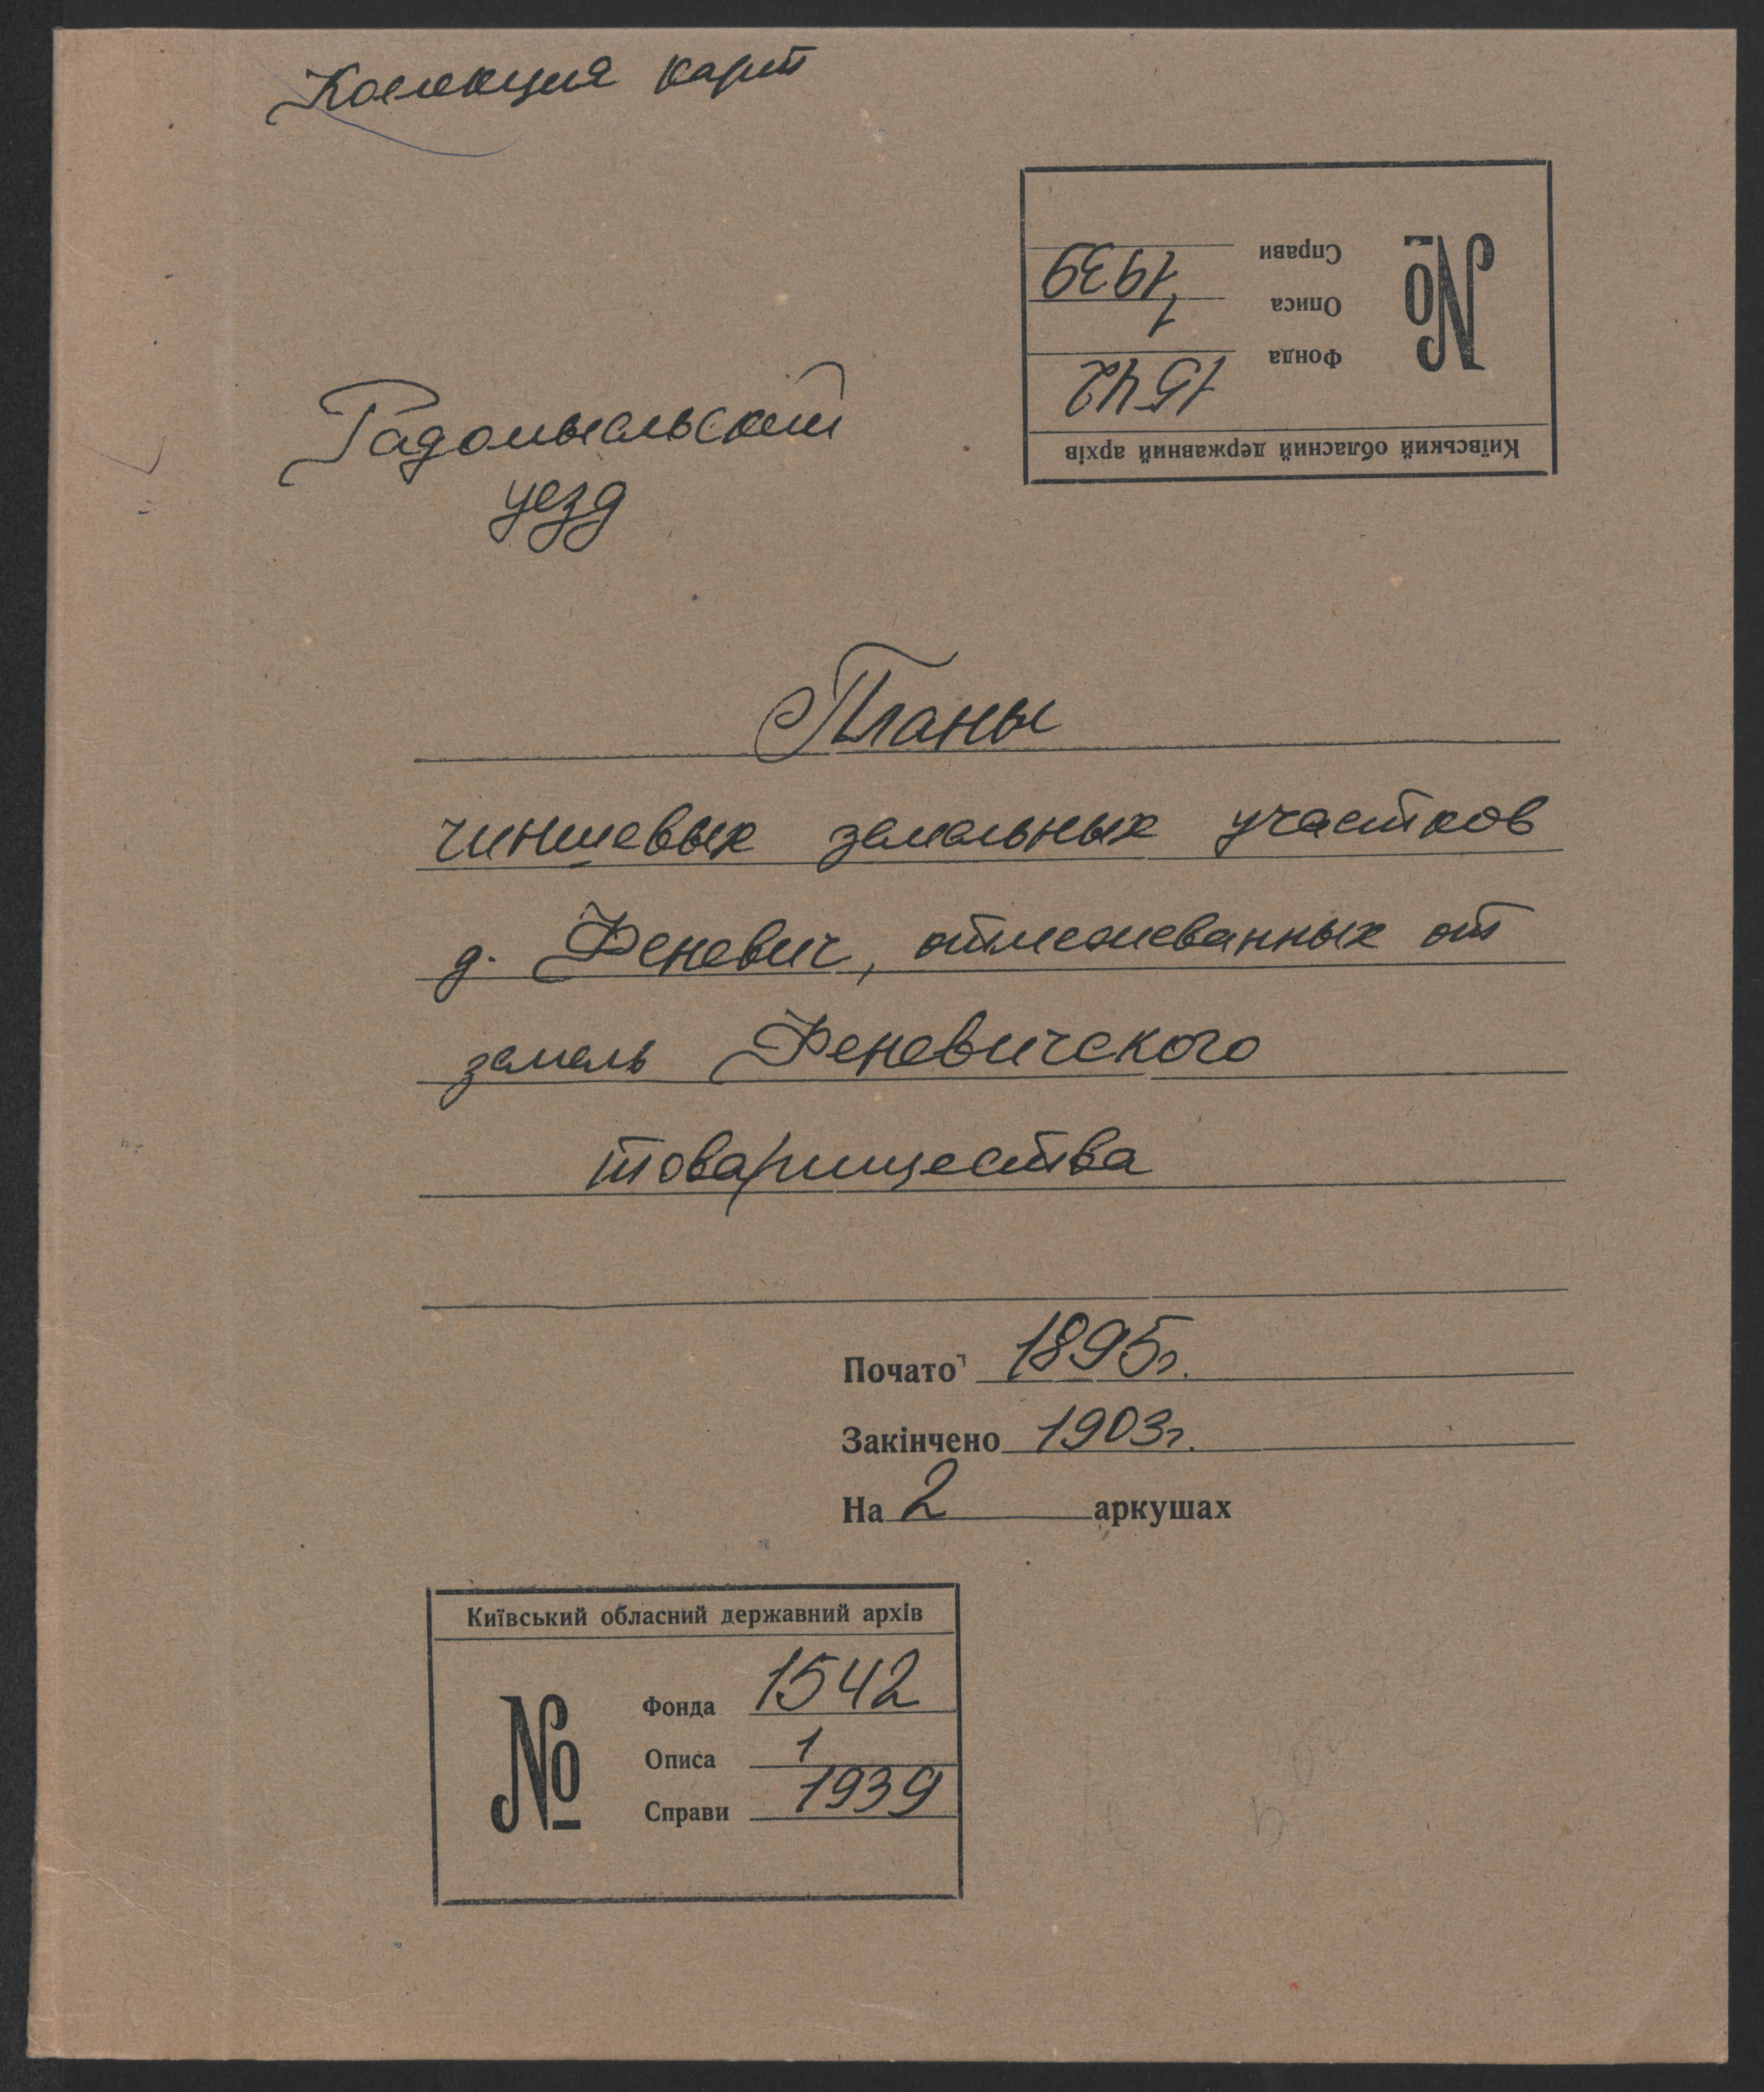 Коллекция карт
Київський обласний державний архів
№
Фонда 1542
Описа 1
Справи 1939
Радомысльский
уезд
Планы
чиншевых земельных участков
д. Феневич, отмежеванных от
земель Феневичского
товарищества
Почато 1895г.
Закінчено 1903г.
На 2 аркушах
Київський обласний державний архів
№
Фонда 1542
Описа 1
Справи 1939